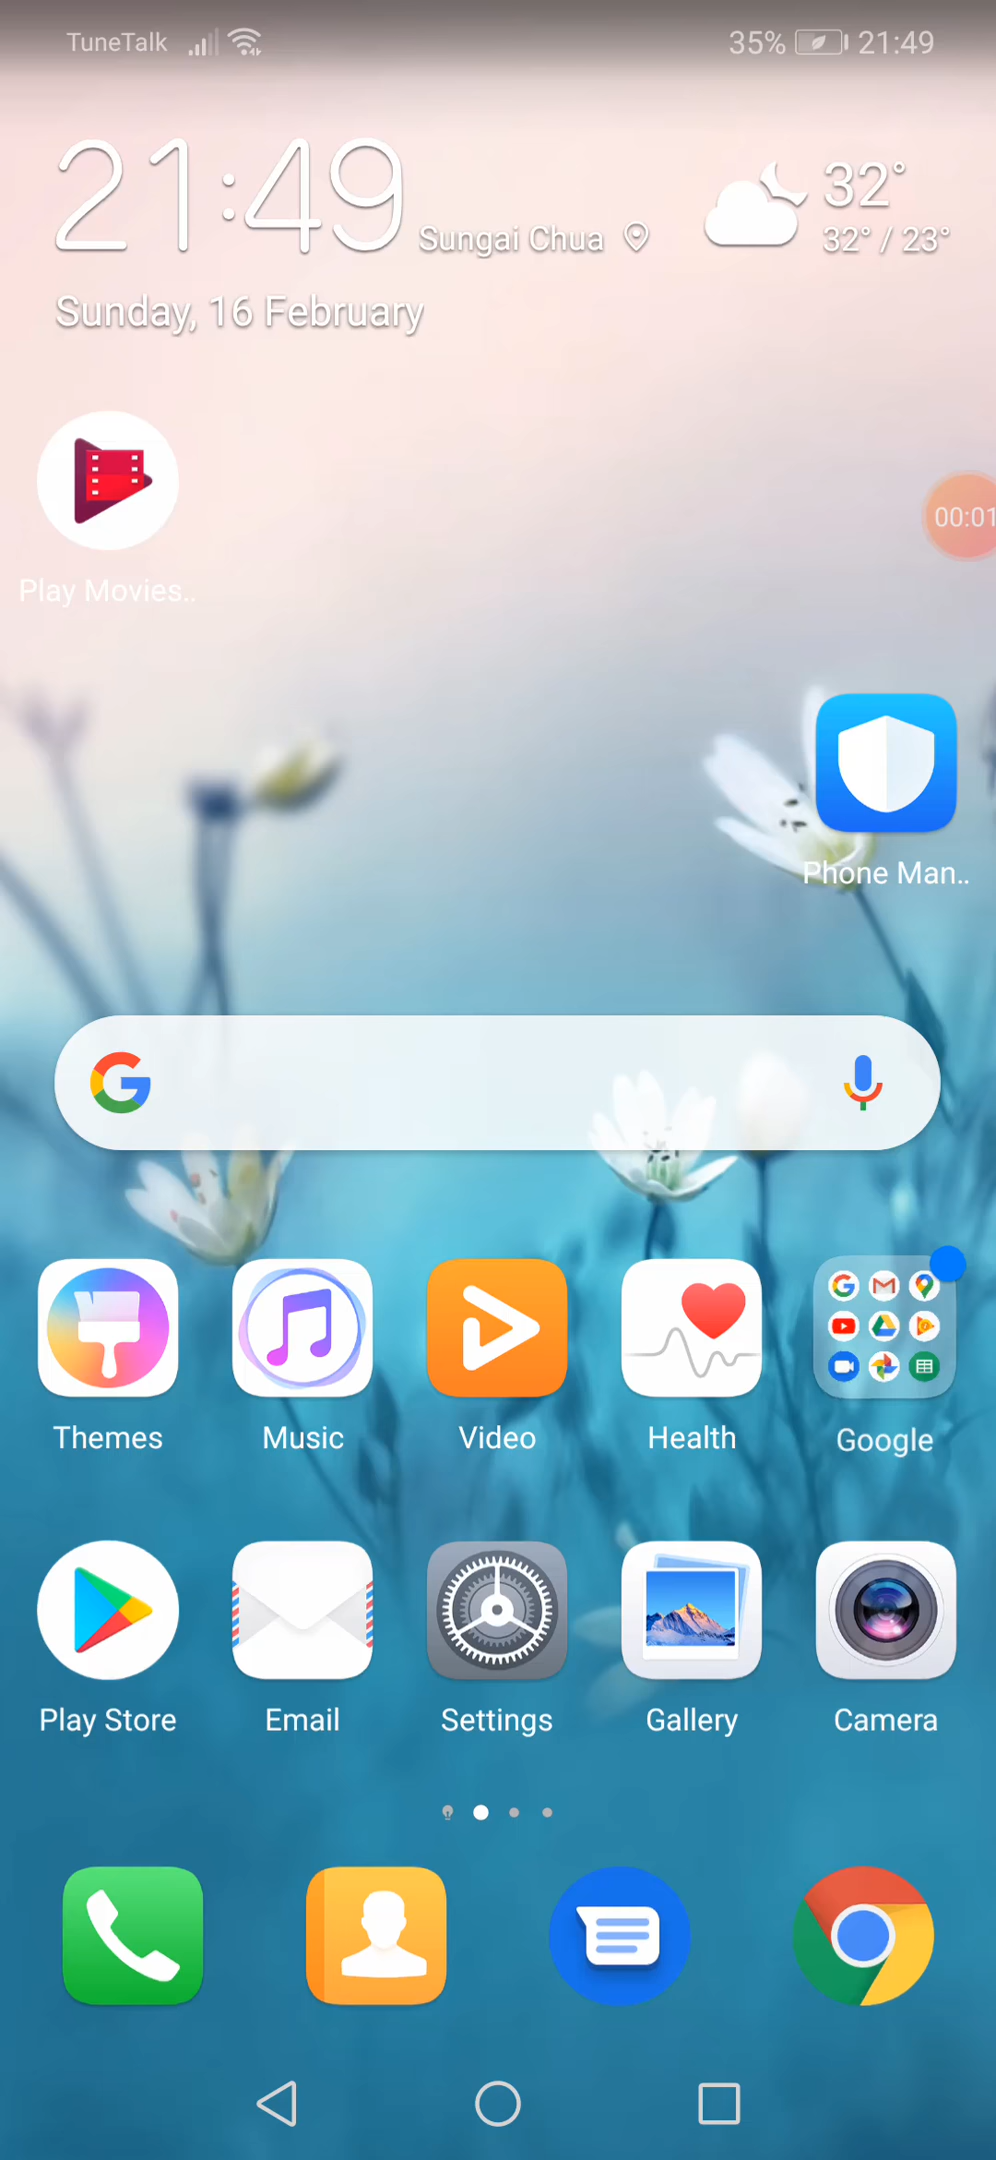 TuneTalk 35% 21:49
21:49 Sungai Chua 32°
32° / 23°
Sunday, 16 February
Play Movies..
00:01
Phone Man..
Themes Music Video Health Google
Play Store Email Settings Gallery Camera